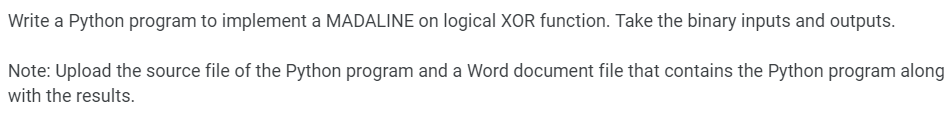 Write a Python program to implement a MADALINE on logical XOR function. Take the binary inputs and outputs.
Note: Upload the source file of the Python program and a Word document file that contains the Python program along
with the results.